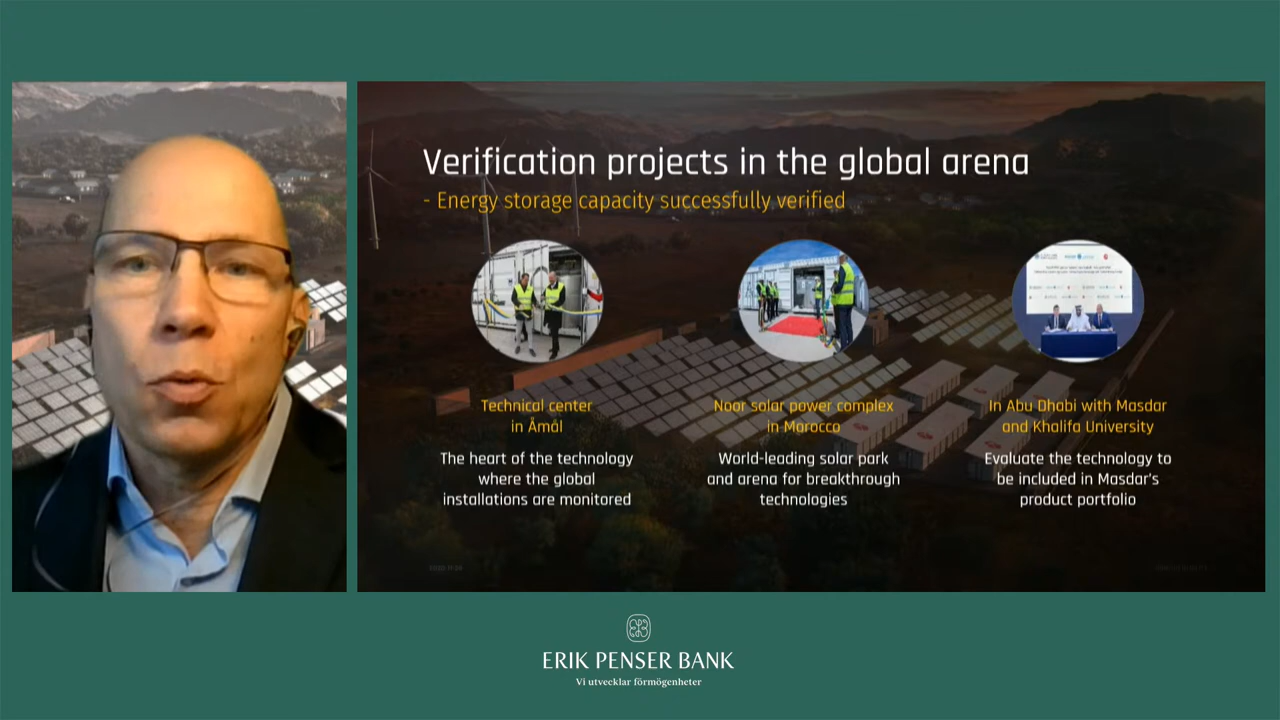 Verification projects in the global arena
- Energy storage capacity successfully verified
Technical center
in Åmål
The heart of the technology
where the global
installations are monitored
Noor solar power complex
in Morocco
World-leading solar park
and arena for breakthrough
technologies
In Abu Dhabi with Masdar
and Khalifa University
Evaluate the technology to
be included in Masdar's
product portfolio
ERIK PENSER BANK
Vi utvecklar förmögenheter